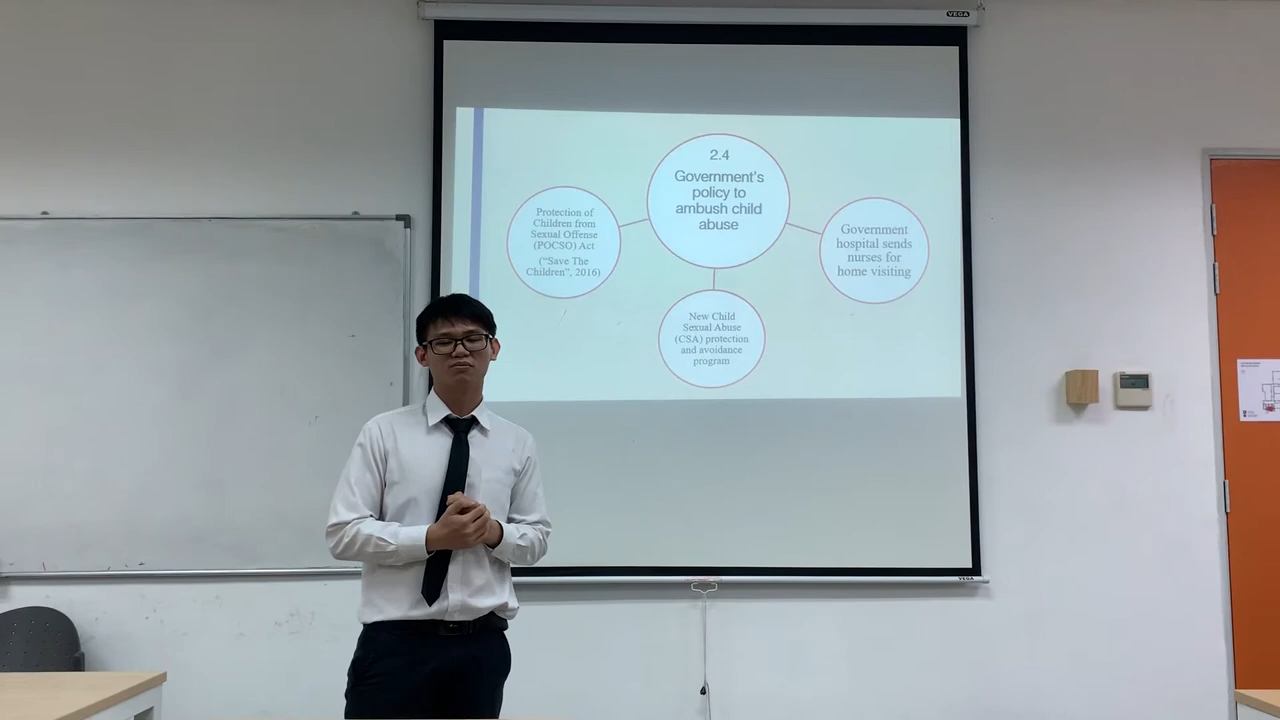 VEGA
2.4
Government's
policy to
ambush child
abuse
Protection of
Children from
Sexual Offense
(POCSO) Act
("Save The
Children", 2016)
Government
hospital sends
nurses for
home visiting
New Child
Sexual Abuse
(CSA) protection
and avoidance
program
VEGA